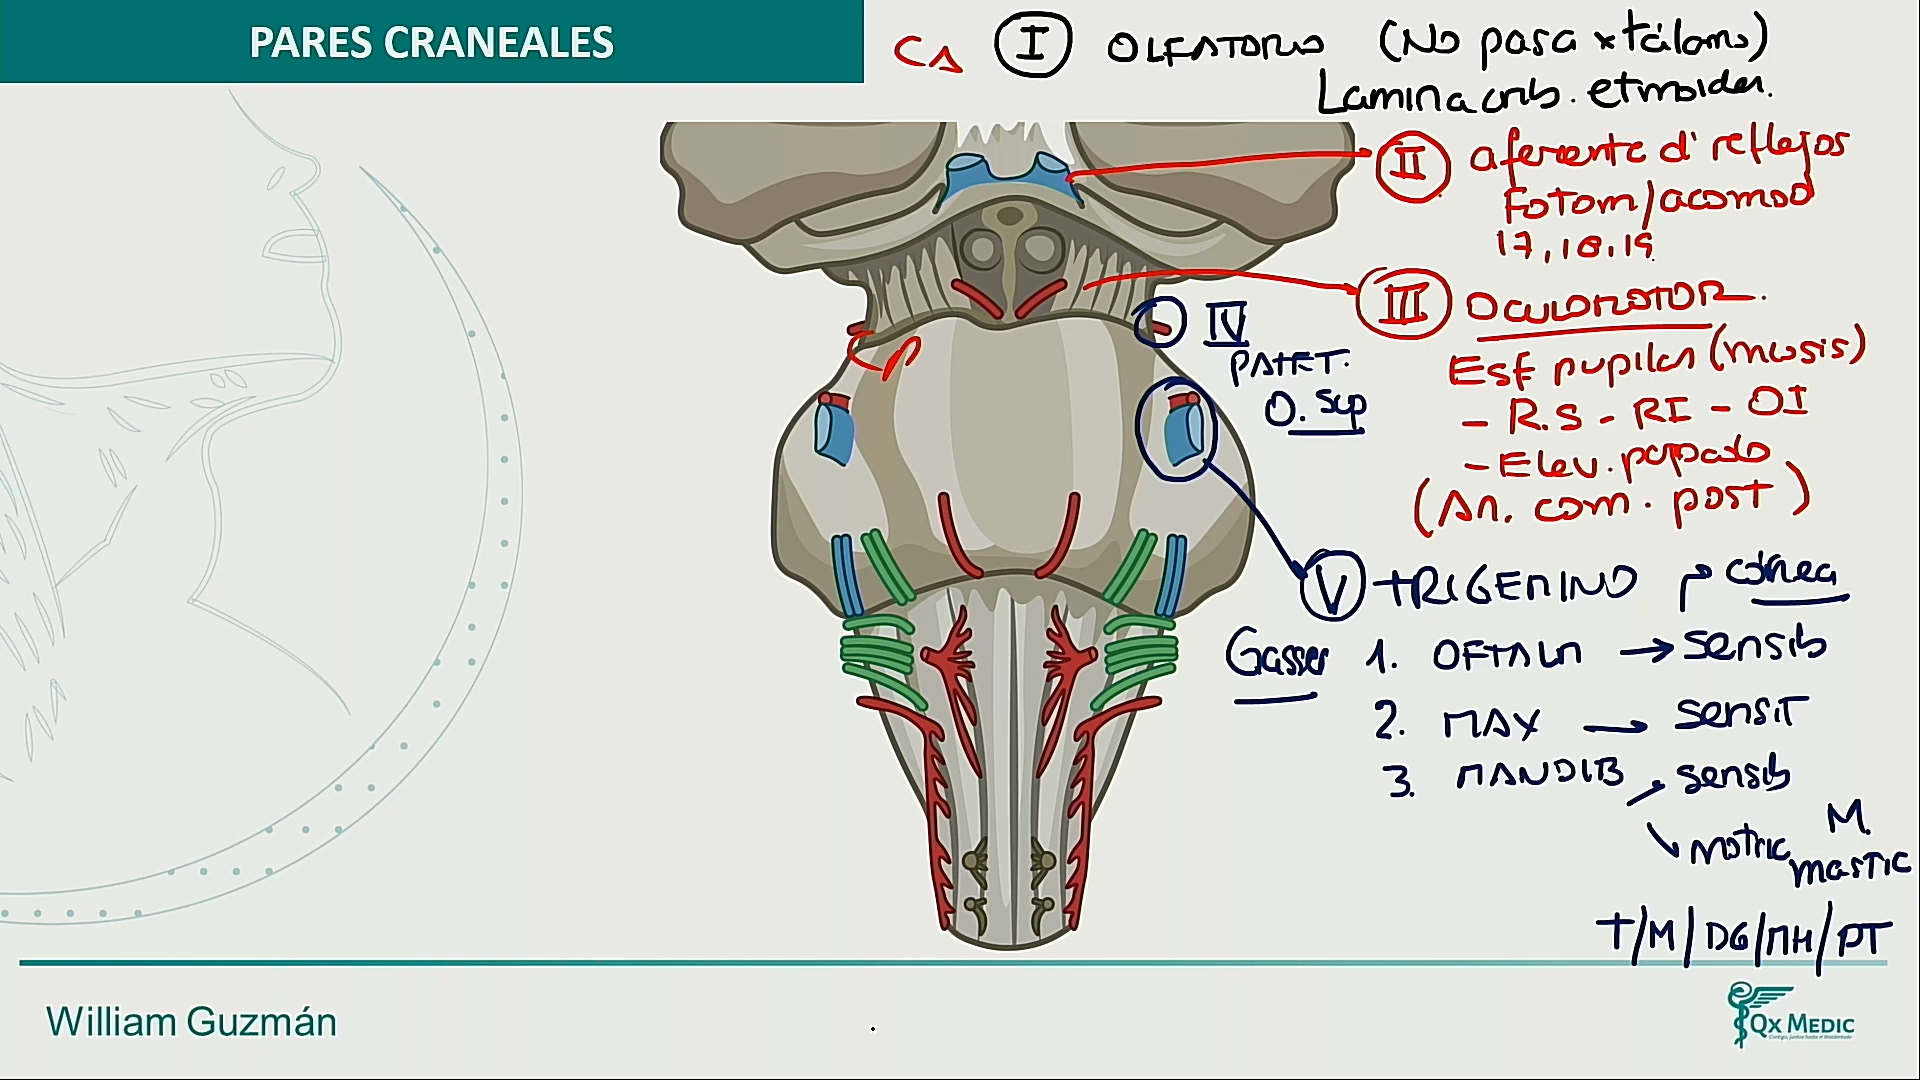 PARES CRANEALES
I OLFATORIO (No pasa x tálamo)
Lamina crib. etmoides.
II aferente d' reflejos
Fotom/acomod
17, 18, 19
III OCULOMOTOR.
Esf pupilar (miosis)
- R.S - RI - OI
- Elev. parpado
(An. com. post)
IV
PATET.
O. Sup
V TRIGEMINO córnea
Gasser 1. OFTALM → sensib
2. MAX → sensit
3. MANDIB sensib
motric M.
mastic
T/M/DG/MH/PT
William Guzmán
Qx MEDIC